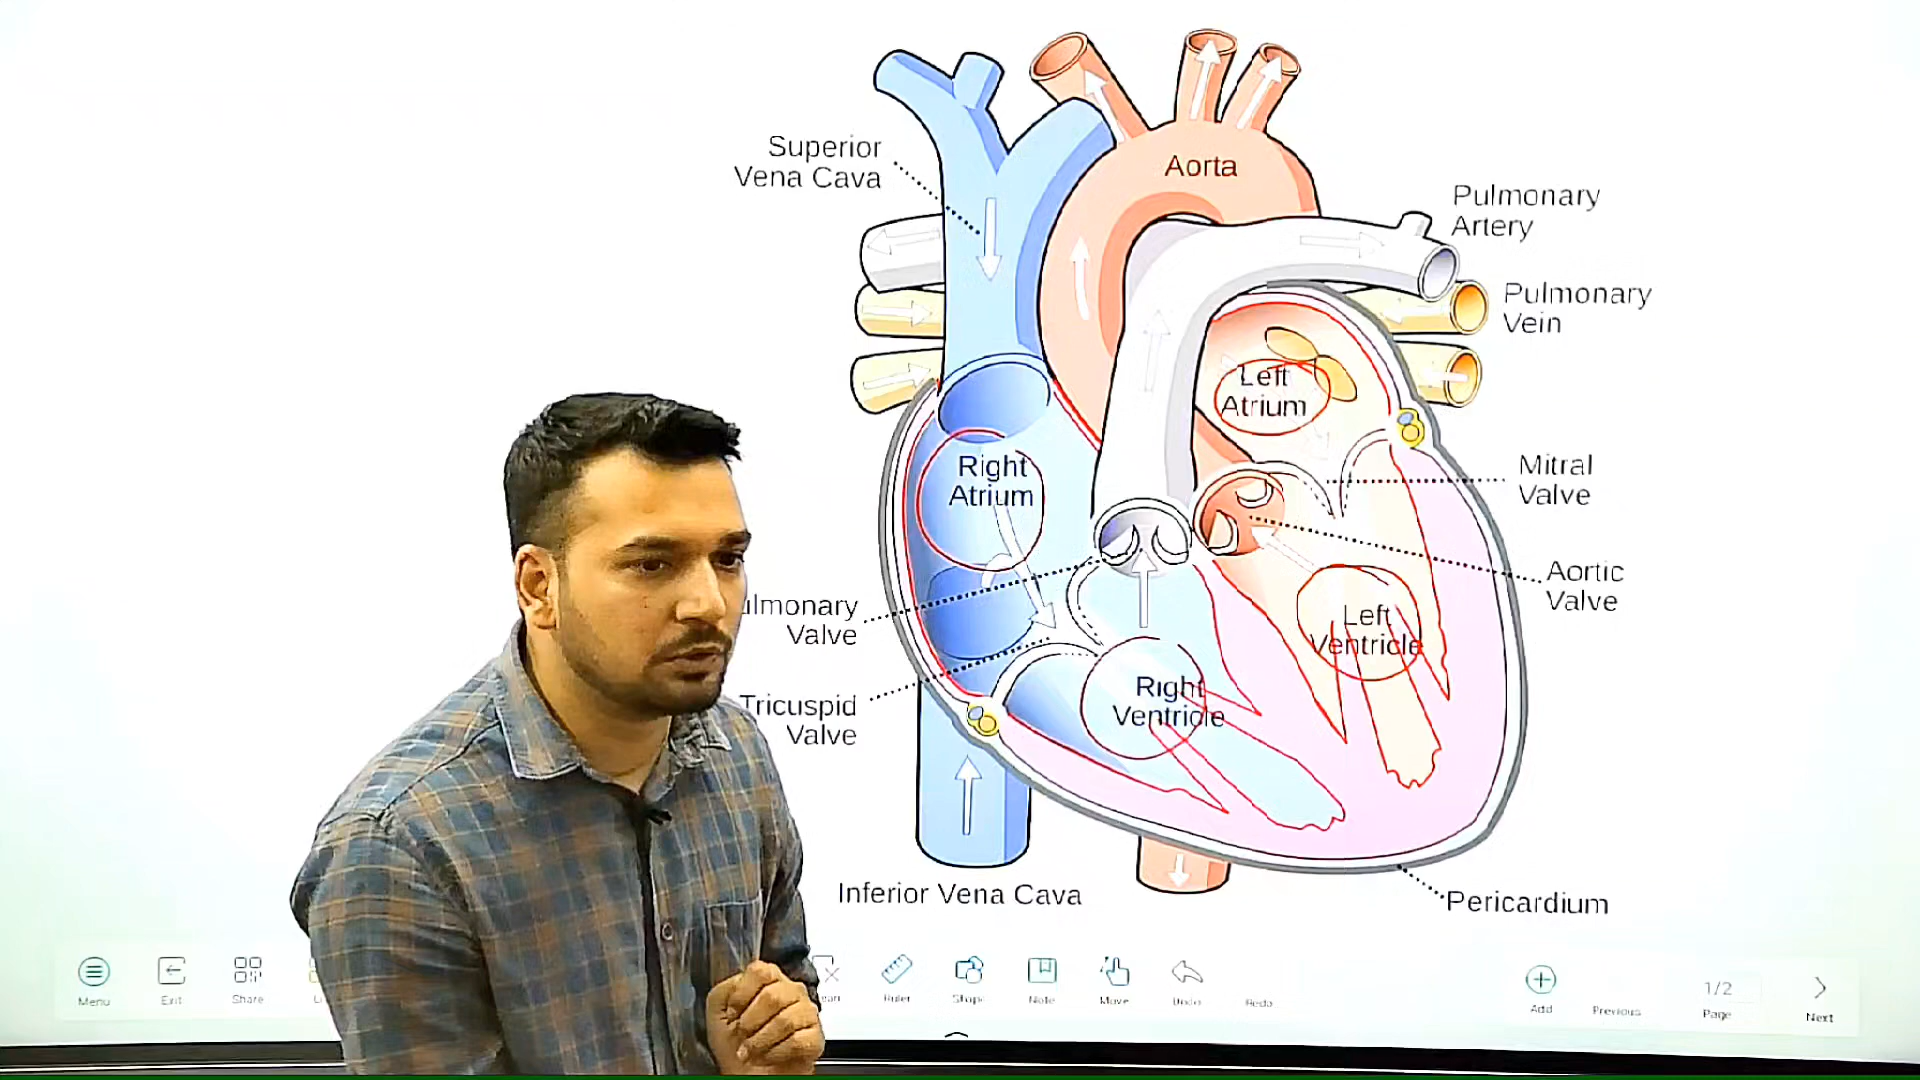 Superior
Vena Cava
Aorta
Pulmonary
Artery
Pulmonary
Vein
Left
Atrium
Right
Atrium
Mitral
Valve
Aortic
Valve
ulmonary
Valve
Left
Ventricle
Right
Ventricle
Tricuspid
Valve
Inferior Vena Cava
Pericardium
Menu
Exit
Share
Ruler
Note
Move
Undo
Redo
Add
Previous
1/2
Page
Next